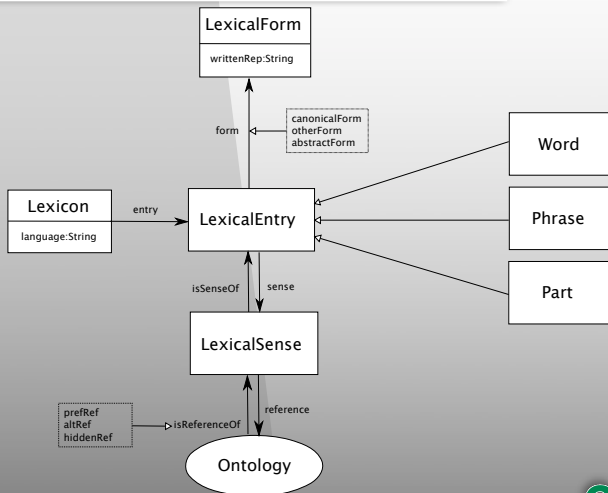 LexicalForm
writtenRep:String
form
canonicalForm
otherForm
abstractForm
Word
Lexicon
language:String
entry
LexicalEntry
Phrase
isSenseOf
sense
Part
LexicalSense
prefRef
altRef
hiddenRef
isReferenceOf
reference
Ontology